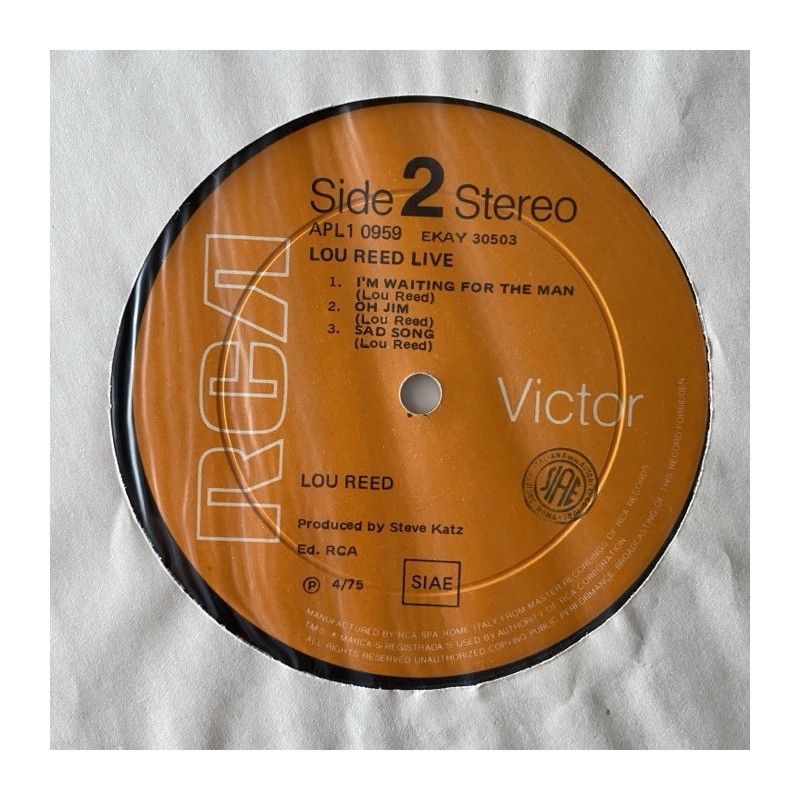 Side 2 Stereo
APL1 0959 EKAY 30503
LOU REED LIVE
1. I'M WAITING FOR THE MAN
(Lou Reed)
2. OH JIM
(Lou Reed)
3. SAD SONG
(Lou Reed)
RCA
Victor
LOU REED
SIAE
Produced by Steve Katz
Ed. RCA
Ⓟ 4/75
SIAE
MANUFACTURED BY RCA SPA ROME ITALY FROM MASTER RECORDINGS OF RCA RECORDS
TMS ® MARCA S REGISTRADA S USED BY AUTHORITY OF RCA CORPORATION
ALL RIGHTS RESERVED UNAUTHORIZED COPYING PUBLIC PERFORMANCE BROADCASTING OF THIS RECORD FORBIDDEN